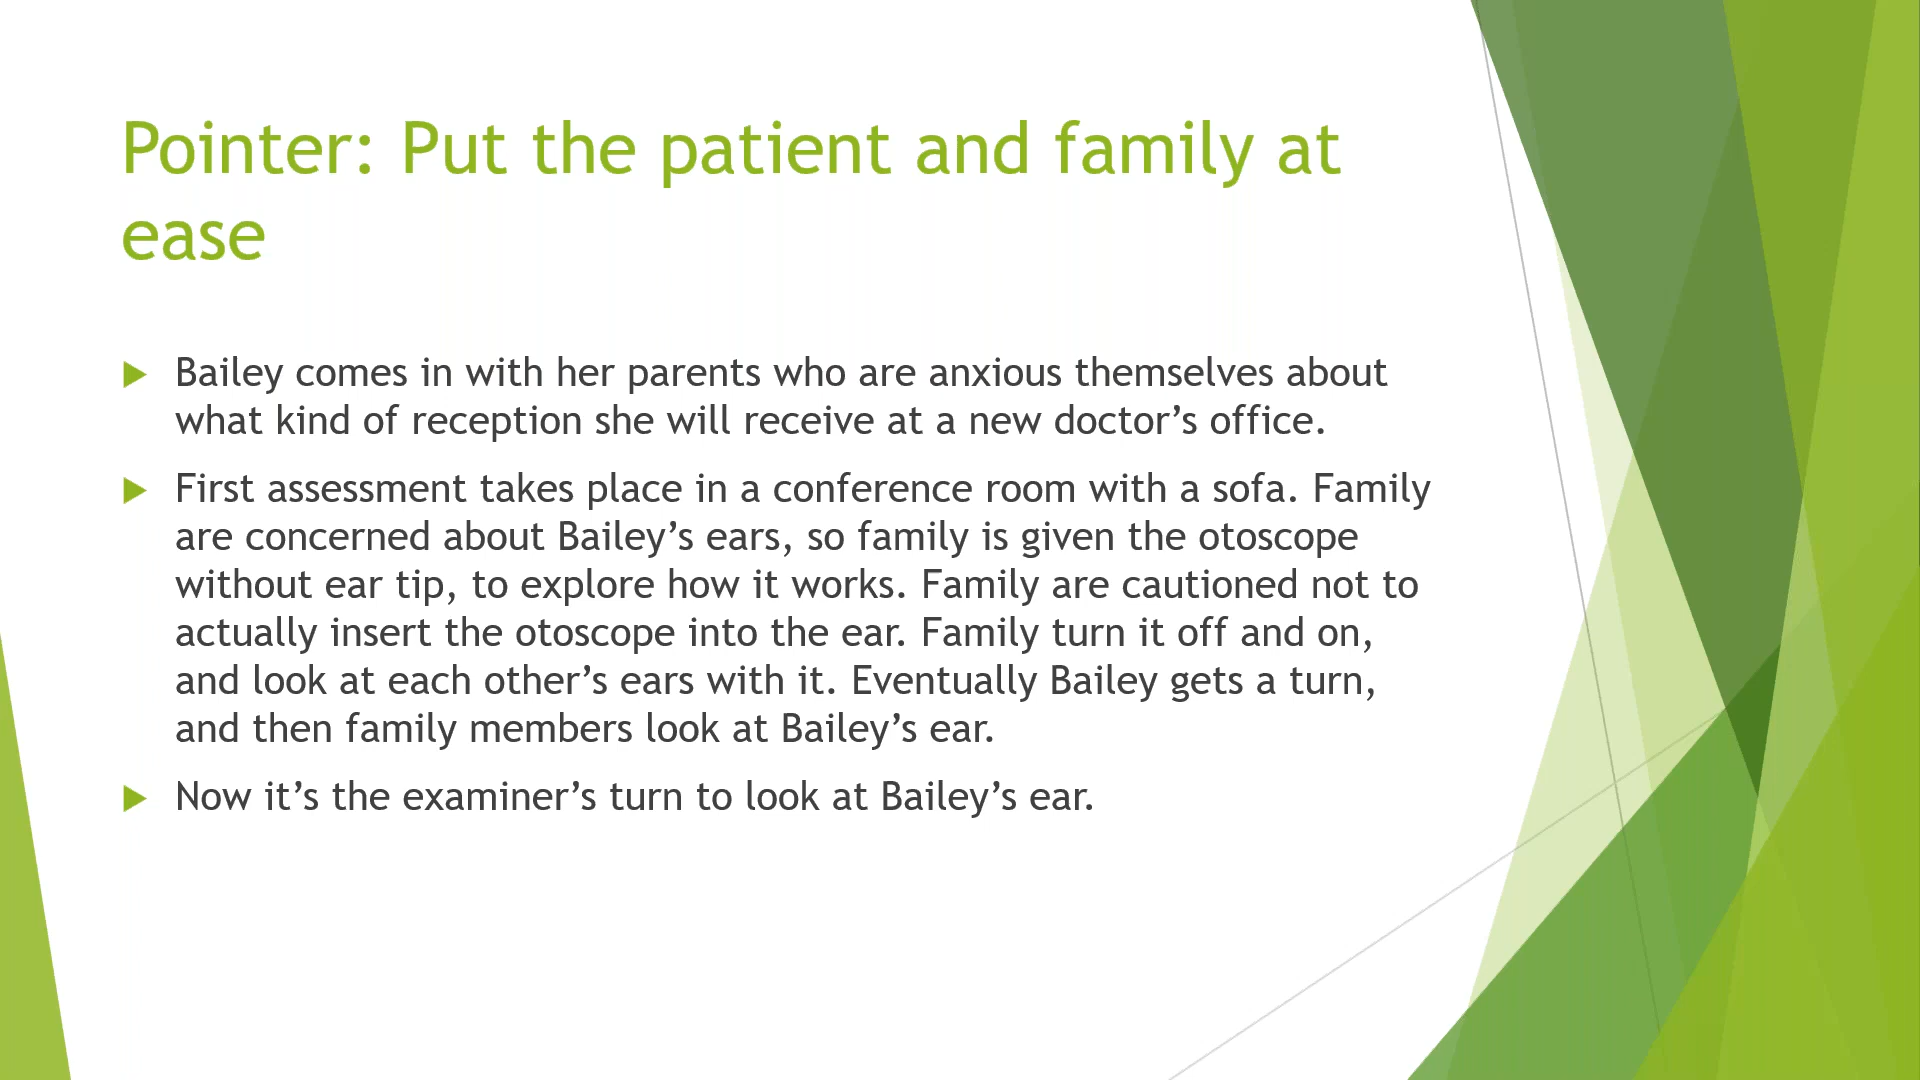 Pointer: Put the patient and family at
ease
Bailey comes in with her parents who are anxious themselves about
what kind of reception she will receive at a new doctor’s office.
First assessment takes place in a conference room with a sofa. Family
are concerned about Bailey’s ears, so family is given the otoscope
without ear tip, to explore how it works. Family are cautioned not to
actually insert the otoscope into the ear. Family turn it off and on,
and look at each other’s ears with it. Eventually Bailey gets a turn,
and then family members look at Bailey’s ear.
Now it’s the examiner’s turn to look at Bailey’s ear.